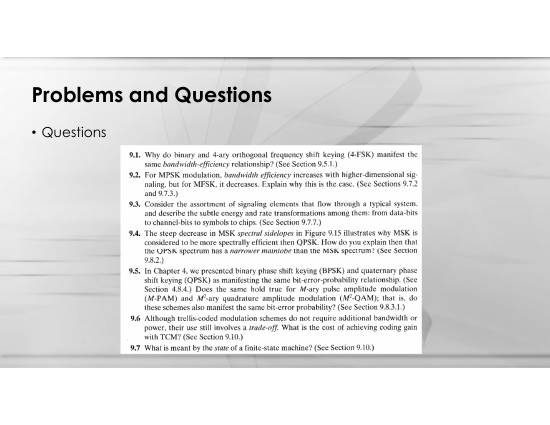 Problems and Questions
• Questions
9.1. Why do binary and 4-ary orthogonal frequency shift keying (4-FSK) manifest the
same bandwidth-efficiency relationship? (See Section 9.5.1.)
9.2. For MPSK modulation, bandwidth efficiency increases with higher-dimensional sig-
naling, but for MFSK, it decreases. Explain why this is the case. (See Sections 9.7.2
and 9.7.3.)
9.3. Consider the assortment of signaling elements that flow through a typical system,
and describe the subtle energy and rate transformations among them: from data-bits
to channel-bits to symbols to chips. (See Section 9.7.7.)
9.4. The steep decrease in MSK spectral sidelopes in Figure 9.15 illustrates why MSK is
considered to be more spectrally efficient then QPSK. How do you explain then that
the QPSK spectrum has a narrower mainlobe than the MSK spectrum? (See Section
9.8.2.)
9.5. In Chapter 4, we presented binary phase shift keying (BPSK) and quaternary phase
shift keying (QPSK) as manifesting the same bit-error-probability relationship. (See
Section 4.8.4.) Does the same hold true for M-ary pulse amplitude modulation
(M-PAM) and M²-ary quadrature amplitude modulation (M²-QAM); that is, do
these schemes also manifest the same bit-error probability? (See Section 9.8.3.1.)
9.6 Although trellis-coded modulation schemes do not require additional bandwidth or
power, their use still involves a trade-off. What is the cost of achieving coding gain
with TCM? (See Section 9.10.)
9.7 What is meant by the state of a finite-state machine? (See Section 9.10.)